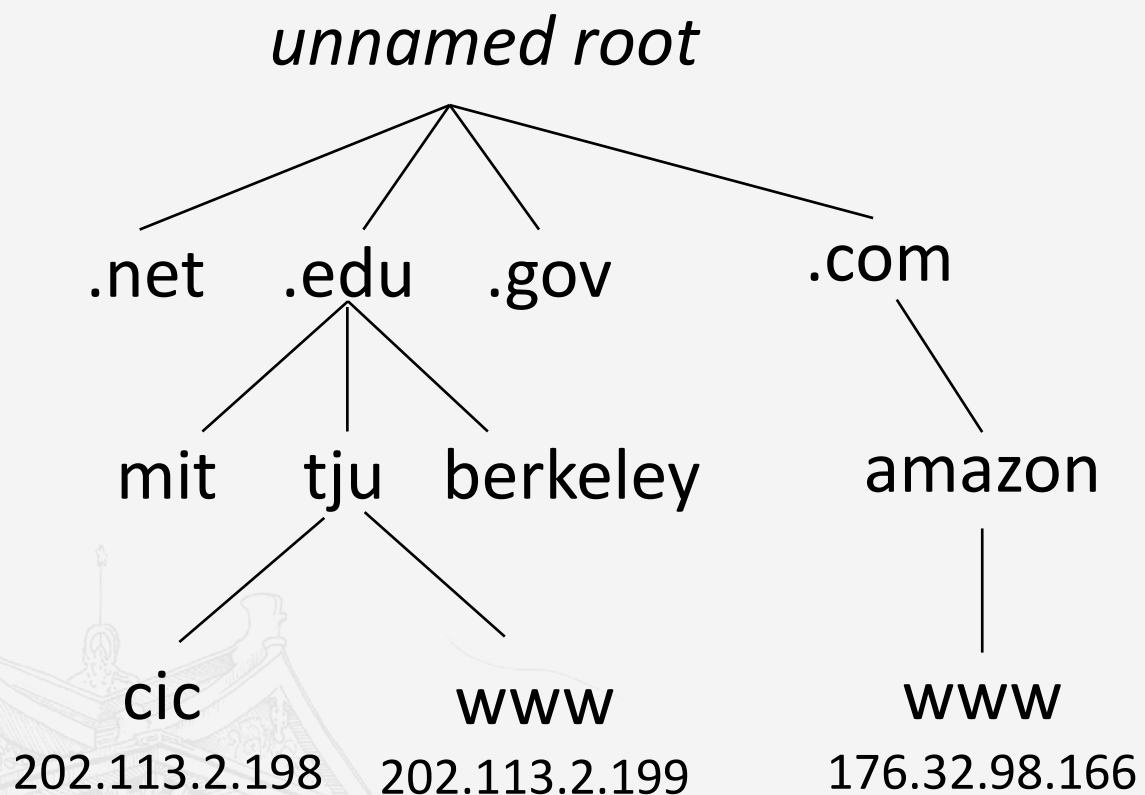 unnamed root
.net .edu .gov .com
mit tju berkeley amazon
cic www www
202.113.2.198 202.113.2.199 176.32.98.166